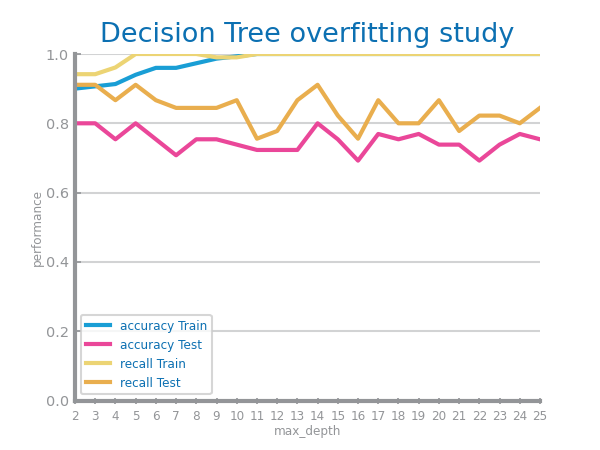 Decision Tree overfitting study
1.0
0.8
0.6
0.4
0.2
0.0
performance
accuracy Train
accuracy Test
recall Train
recall Test
2 3 4 5 6 7 8 9 10 11 12 13 14 15 16 17 18 19 20 21 22 23 24 25
max_depth